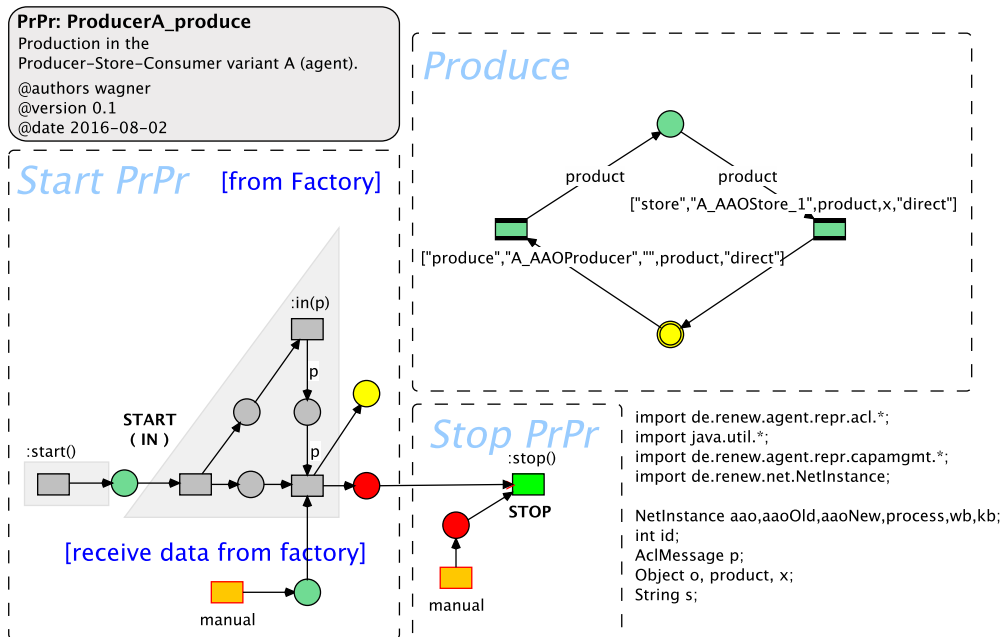 PrPr: ProducerA_produce
Production in the
Producer-Store-Consumer variant A (agent).
@authors wagner
@version 0.1
@date 2016-08-02
Start PrPr
[from Factory]
:in(p)
p
p
START
( IN )
:start()
[receive data from factory]
manual
Produce
product
product
["store","A_AAOStore_1",product,x,"direct"]
["produce","A_AAOProducer","",product,"direct"]
Stop PrPr
:stop()
STOP
manual
import de.renew.agent.repr.acl.*;
import java.util.*;
import de.renew.agent.repr.capamgmt.*;
import de.renew.net.NetInstance;
NetInstance aao,aaoOld,aaoNew,process,wb,kb;
int id;
AclMessage p;
Object o, product, x;
String s;